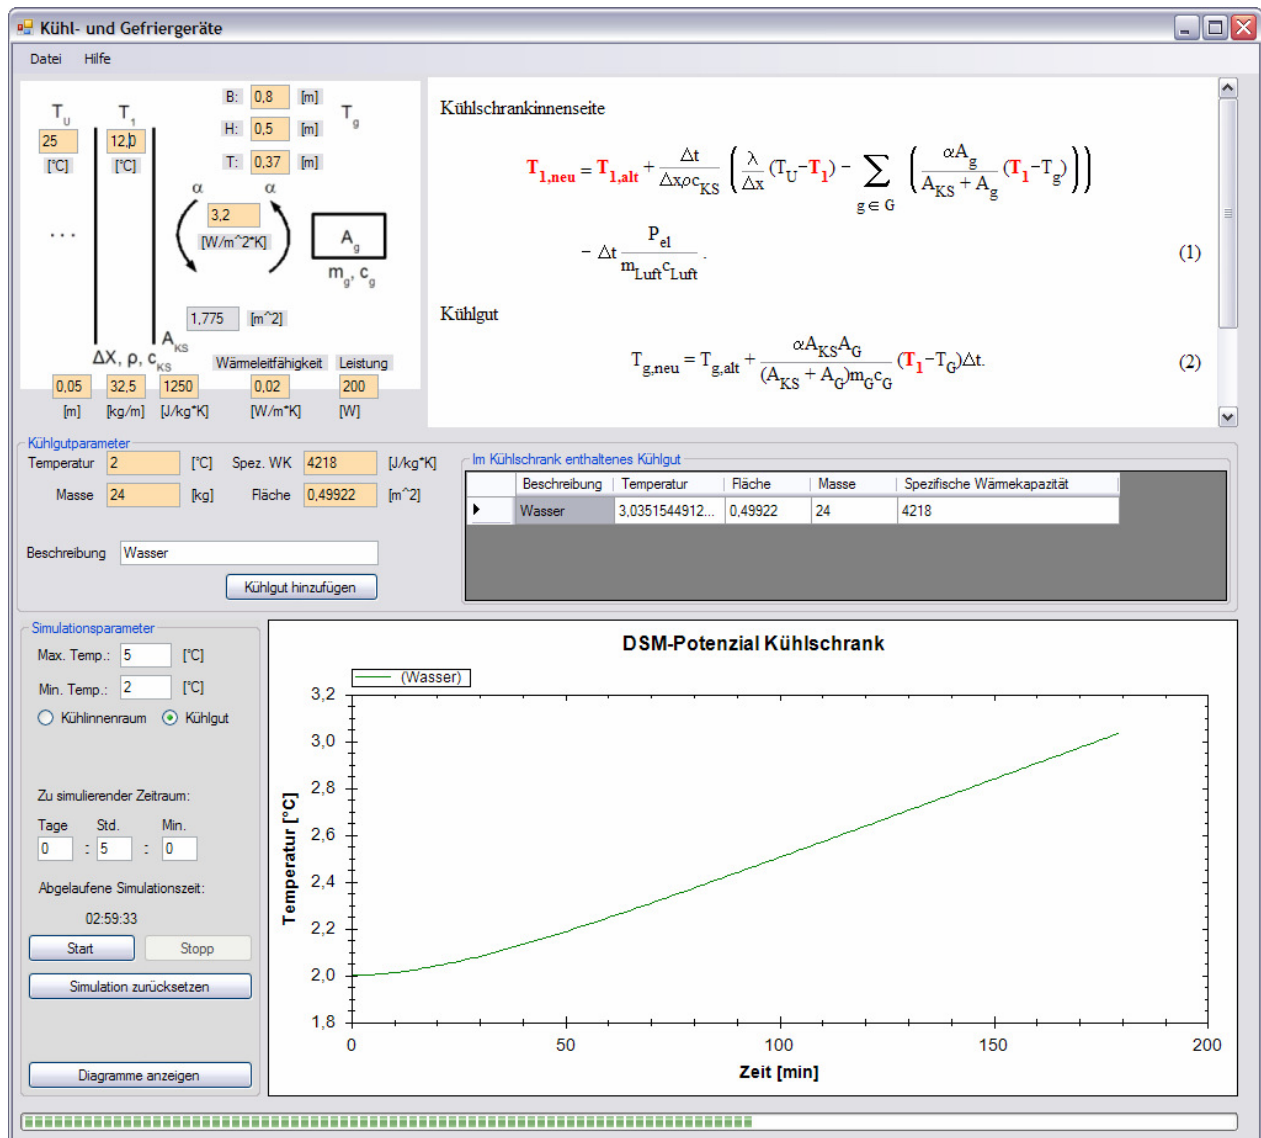 Kühl- und Gefriergeräte
Datei Hilfe
T_U T_1 B: 0,8 [m] T_g
25 12,0 H: 0,5 [m]
[°C] [°C] T: 0,37 [m]
α α
3,2
[W/m^2*K]
... A_g
m_g, c_g
1,775 [m^2]
A_KS
ΔX, ρ, c_KS Wärmeleitfähigkeit Leistung
0,05 32,5 1250 0,02 200
[m] [kg/m] [J/kg*K] [W/m*K] [W]
Kühlschrankinnenseite
T_1,neu = T_1,alt + Δt/(Δxρc_KS) ( λ/Δx (T_U−T_1) − ∑_{g ∈ G} ( αA_g/(A_KS + A_g) (T_1−T_g) ) )
− Δt P_el/(m_Luft c_Luft) . (1)
Kühlgut
T_g,neu = T_g,alt + αA_KS A_G/((A_KS + A_G)m_G c_G) (T_1−T_G)Δt. (2)
Kühlgutparameter
Temperatur 2 [°C] Spez. WK 4218 [J/kg*K]
Masse 24 [kg] Fläche 0,49922 [m^2]
Beschreibung Wasser
Kühlgut hinzufügen
Im Kühlschrank enthaltenes Kühlgut
Beschreibung Temperatur Fläche Masse Spezifische Wärmekapazität
Wasser 3,0351544912... 0,49922 24 4218
Simulationsparameter
Max. Temp.: 5 [°C]
Min. Temp.: 2 [°C]
Kühlinnenraum Kühlgut
Zu simulierender Zeitraum:
Tage Std. Min.
0 : 5 : 0
Abgelaufene Simulationszeit:
02:59:33
Start Stopp
Simulation zurücksetzen
Diagramme anzeigen
DSM-Potenzial Kühlschrank
(Wasser)
Temperatur [°C]
3,2
3,0
2,8
2,6
2,4
2,2
2,0
1,8
0 50 100 150 200
Zeit [min]